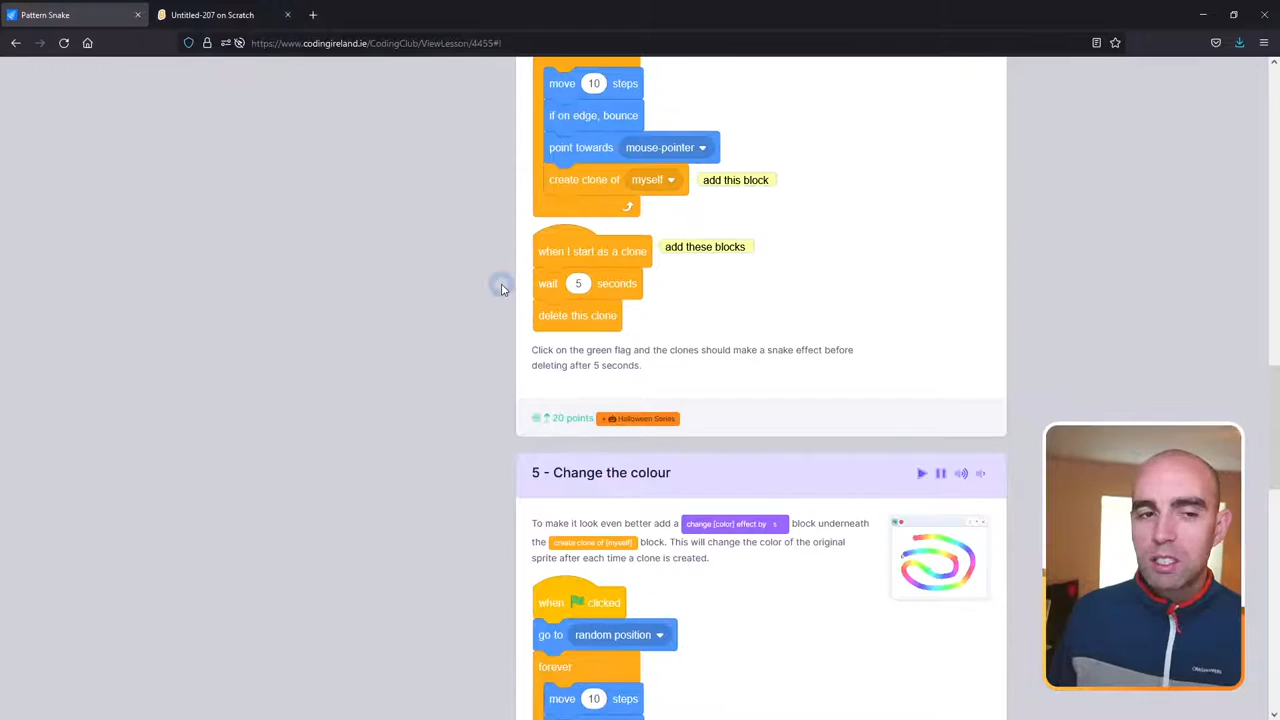 Pattern Snake
Untitled-207 on Scratch
https://www.codingireland.ie/CodingClub/ViewLesson/4455#!
move 10 steps
if on edge, bounce
point towards mouse-pointer
create clone of myself add this block
when I start as a clone add these blocks
wait 5 seconds
delete this clone
Click on the green flag and the clones should make a snake effect before
deleting after 5 seconds.
20 points + Halloween Series
5 - Change the colour
To make it look even better add a change [color] effect by 5 block underneath
the create clone of [myself] block. This will change the color of the original
sprite after each time a clone is created.
when clicked
go to random position
forever
move 10 steps